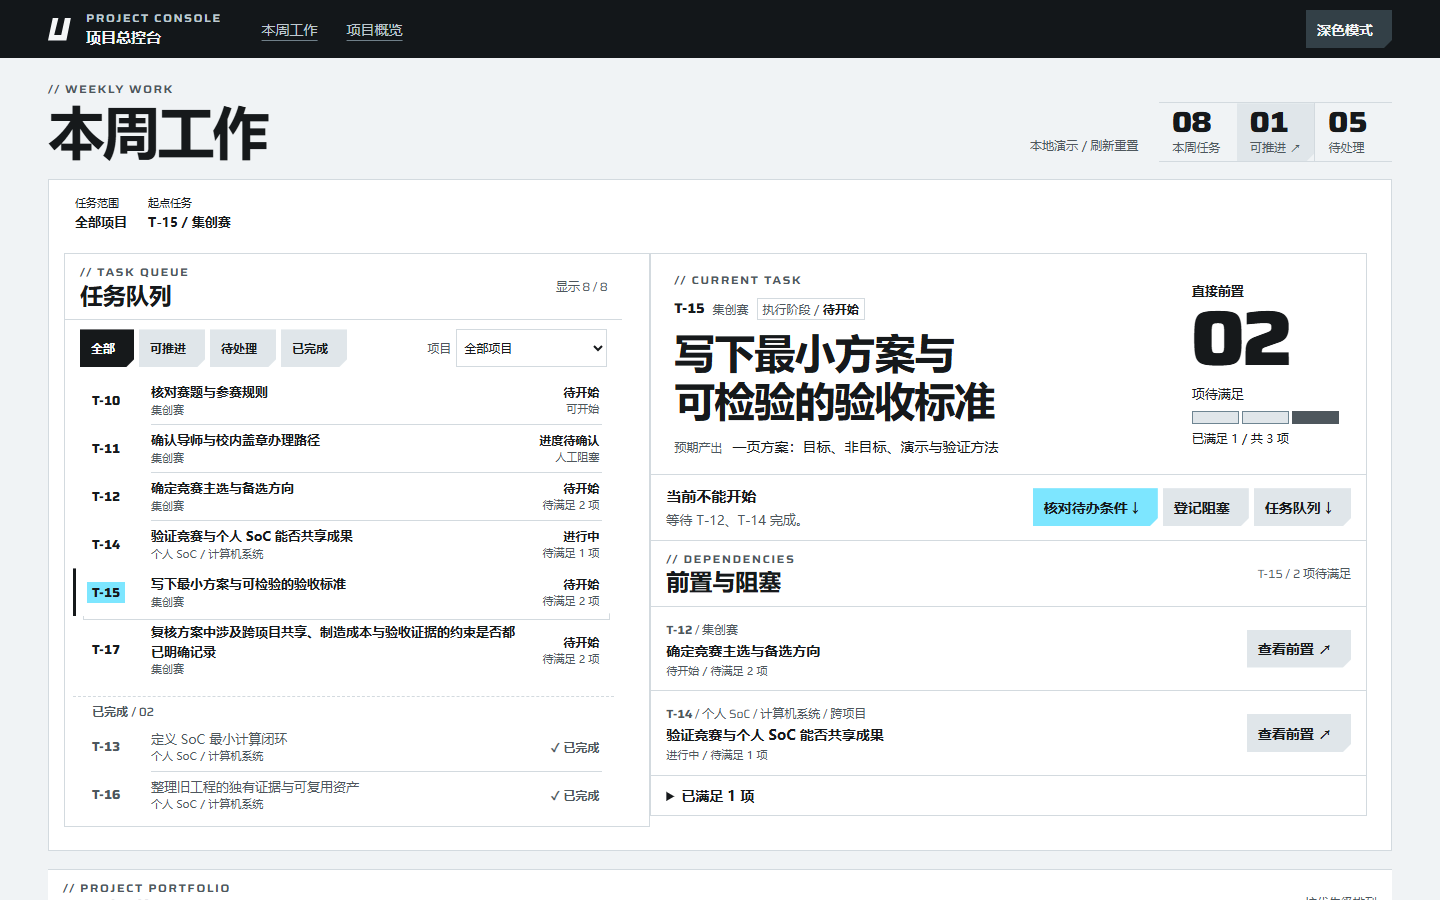 PROJECT CONSOLE
项目总控台
本周工作
项目概览
深色模式
// WEEKLY WORK
本周工作
本地演示 / 刷新重置
08
本周任务
01
可推进 ↗
05
待处理
任务范围
全部项目
起点任务
T-15 / 集创赛
// TASK QUEUE
任务队列
显示 8 / 8
全部
可推进
待处理
已完成
项目
全部项目
T-10
核对赛题与参赛规则
集创赛
待开始
可开始
T-11
确认导师与校内盖章办理路径
集创赛
进度待确认
人工阻塞
T-12
确定竞赛主选与备选方向
集创赛
待开始
待满足 2 项
T-14
验证竞赛与个人 SoC 能否共享成果
个人 SoC / 计算机系统
进行中
待满足 1 项
T-15
写下最小方案与可检验的验收标准
集创赛
待开始
待满足 2 项
T-17
复核方案中涉及跨项目共享、制造成本与验收证据的约束是否都
已明确记录
集创赛
待开始
待满足 2 项
已完成 / 02
T-13
定义 SoC 最小计算闭环
个人 SoC / 计算机系统
✓ 已完成
T-16
整理旧工程的独有证据与可复用资产
个人 SoC / 计算机系统
✓ 已完成
// CURRENT TASK
T-15 集创赛 执行阶段 / 待开始
写下最小方案与
可检验的验收标准
预期产出 一页方案：目标、非目标、演示与验证方法
直接前置
02
项待满足
已满足 1 / 共 3 项
当前不能开始
等待 T-12、T-14 完成。
核对待办条件 ↓
登记阻塞
任务队列 ↓
// DEPENDENCIES
前置与阻塞
T-15 / 2 项待满足
T-12 / 集创赛
确定竞赛主选与备选方向
待开始 / 待满足 2 项
查看前置 ↗
T-14 / 个人 SoC / 计算机系统 / 跨项目
验证竞赛与个人 SoC 能否共享成果
进行中 / 待满足 1 项
查看前置 ↗
▶ 已满足 1 项
// PROJECT PORTFOLIO